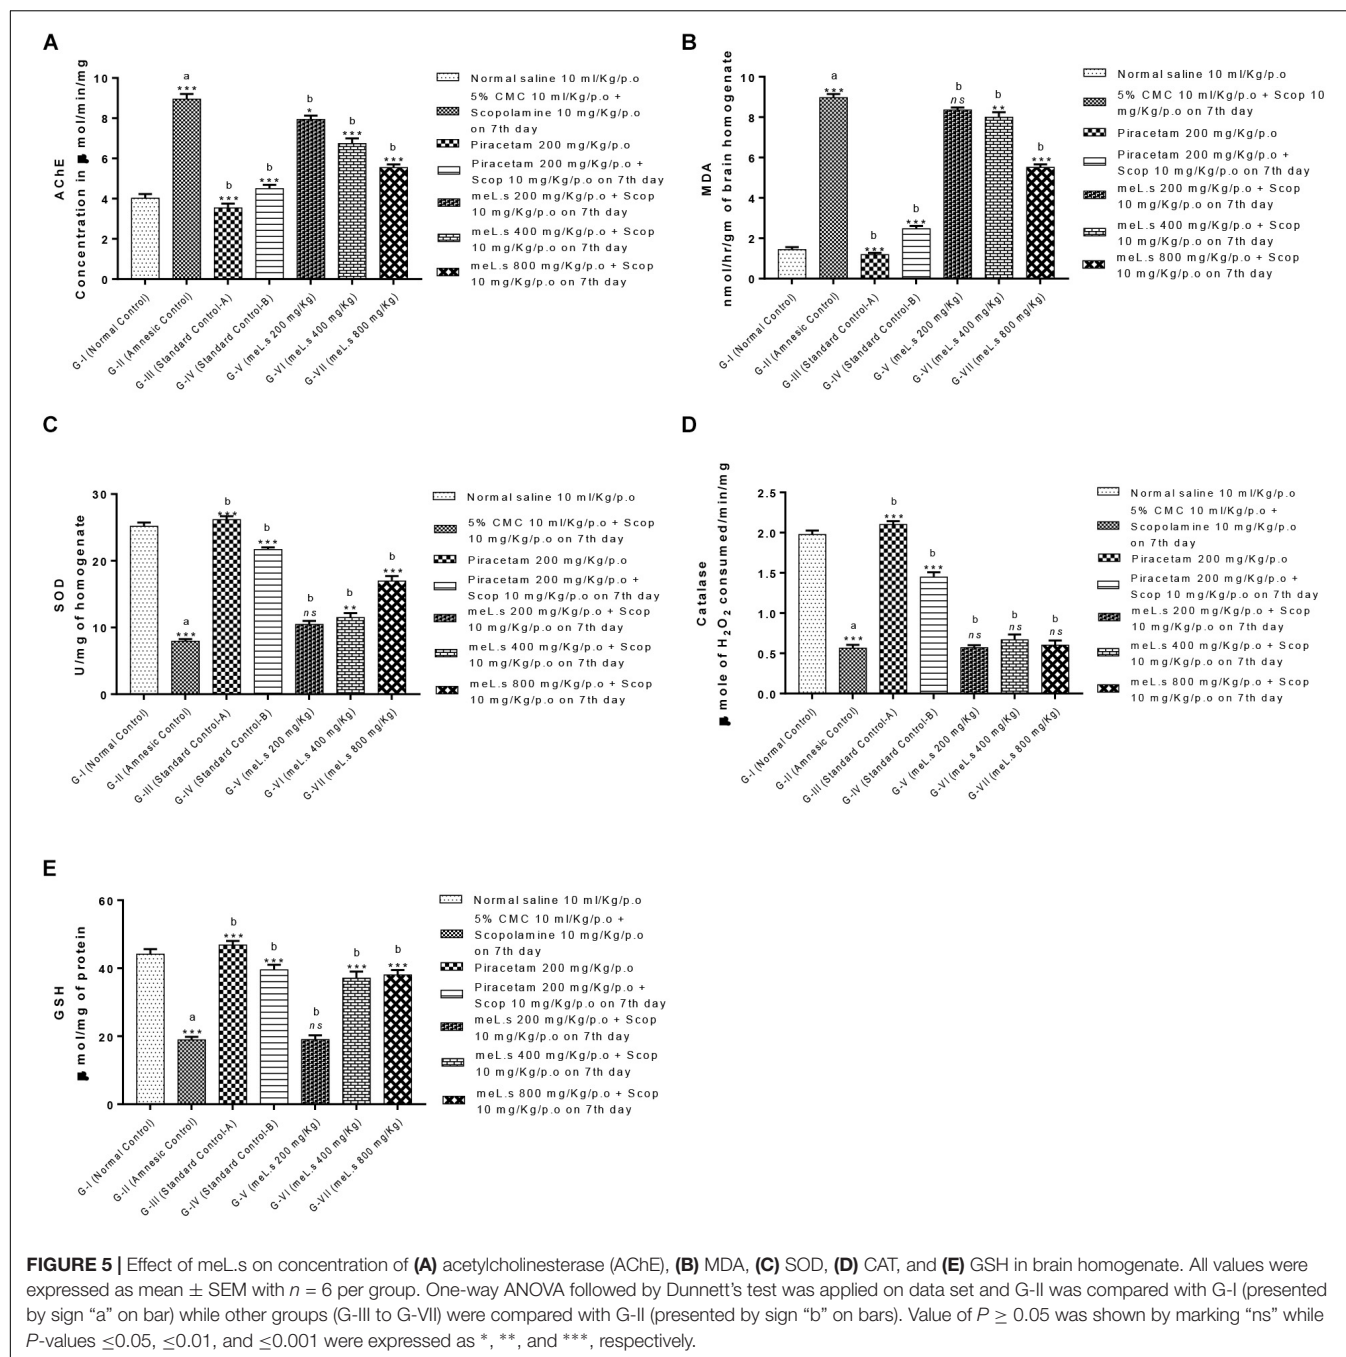 A
AChE
Concentration in µ mol/min/mg
10
8
6
4
2
0
a
***
b
***
b
***
b
*
b
***
b
***
G-I (Normal Control)
G-II (Amnesic Control)
G-III (Standard Control-A)
G-IV (Standard Control-B)
G-V (meL.s 200 mg/Kg)
G-VI (meL.s 400 mg/Kg)
G-VII (meL.s 800 mg/Kg)
Normal saline 10 ml/Kg/p.o
5% CMC 10 ml/Kg/p.o +
Scopolamine 10 mg/Kg/p.o
on 7th day
Piracetam 200 mg/Kg/p.o
Piracetam 200 mg/Kg/p.o +
Scop 10 mg/Kg/p.o on 7th day
meL.s 200 mg/Kg/p.o + Scop
10 mg/Kg/p.o on 7th day
meL.s 400 mg/Kg/p.o + Scop
10 mg/Kg/p.o on 7th day
meL.s 800 mg/Kg/p.o + Scop
10 mg/Kg/p.o on 7th day
B
MDA
nmol/hr/gm of brain homogenate
10
8
6
4
2
0
a
***
b
***
b
***
b
ns
b
**
b
***
G-I (Normal Control)
G-II (Amnesic Control)
G-III (Standard Control-A)
G-IV (Standard Control-B)
G-V (meL.s 200 mg/Kg)
G-VI (meL.s 400 mg/Kg)
G-VII (meL.s 800 mg/Kg)
Normal saline 10 ml/Kg/p.o
5% CMC 10 ml/Kg/p.o + Scop 10
mg/Kg/p.o on 7th day
Piracetam 200 mg/Kg/p.o
Piracetam 200 mg/Kg/p.o +
Scop 10 mg/Kg/p.o on 7th day
meL.s 200 mg/Kg/p.o + Scop
10 mg/Kg/p.o on 7th day
meL.s 400 mg/Kg/p.o + Scop
10 mg/Kg/p.o on 7th day
meL.s 800 mg/Kg/p.o + Scop
10 mg/Kg/p.o on 7th day
C
SOD
U/mg of homogenate
30
20
10
0
a
***
b
***
b
***
b
ns
b
**
b
***
G-I (Normal Control)
G-II (Amnesic Control)
G-III (Standard Control-A)
G-IV (Standard Control-B)
G-V (meL.s 200 mg/Kg)
G-VI (meL.s 400 mg/Kg)
G-VII (meL.s 800 mg/Kg)
Normal saline 10 ml/Kg/p.o
5% CMC 10 ml/Kg/p.o + Scop
10 mg/Kg/p.o on 7th day
Piracetam 200 mg/Kg/p.o
Piracetam 200 mg/Kg/p.o +
Scop 10 mg/Kg/p.o on 7th day
meL.s 200 mg/Kg/p.o + Scop
10 mg/Kg/p.o on 7th day
meL.s 400 mg/Kg/p.o + Scop
10 mg/Kg/p.o on 7th day
meL.s 800 mg/Kg/p.o + Scop
10 mg/Kg/p.o on 7th day
D
Catalase
µ mole of H₂O₂ consumed/min/mg
2.5
2.0
1.5
1.0
0.5
0.0
a
***
b
***
b
***
b
ns
b
ns
b
ns
G-I (Normal Control)
G-II (Amnesic Control)
G-III (Standard Control-A)
G-IV (Standard Control-B)
G-V (meL.s 200 mg/Kg)
G-VI (meL.s 400 mg/Kg)
G-VII (meL.s 800 mg/Kg)
Normal saline 10 ml/Kg/p.o
5% CMC 10 ml/Kg/p.o +
Scopolamine 10 mg/Kg/p.o
on 7th day
Piracetam 200 mg/Kg/p.o
Piracetam 200 mg/Kg/p.o +
Scop 10 mg/Kg/p.o on 7th day
meL.s 200 mg/Kg/p.o + Scop
10 mg/Kg/p.o on 7th day
meL.s 400 mg/Kg/p.o + Scop
10 mg/Kg/p.o on 7th day
meL.s 800 mg/Kg/p.o + Scop
10 mg/Kg/p.o on 7th day
E
GSH
µ mol/mg of protein
60
40
20
0
a
***
b
***
b
***
b
ns
b
***
b
***
G-I (Normal Control)
G-II (Amnesic Control)
G-III (Standard Control-A)
G-IV (Standard Control-B)
G-V (meL.s 200 mg/Kg)
G-VI (meL.s 400 mg/Kg)
G-VII (meL.s 800 mg/Kg)
Normal saline 10 ml/Kg/p.o
5% CMC 10 ml/Kg/p.o +
Scopolamine 10 mg/Kg/p.o
on 7th day
Piracetam 200 mg/Kg/p.o
Piracetam 200 mg/Kg/p.o +
Scop 10 mg/Kg/p.o on 7th day
meL.s 200 mg/Kg/p.o + Scop
10 mg/Kg/p.o on 7th day
meL.s 400 mg/Kg/p.o + Scop
10 mg/Kg/p.o on 7th day
meL.s 800 mg/Kg/p.o + Scop
10 mg/Kg/p.o on 7th day
FIGURE 5 | Effect of meL.s on concentration of (A) acetylcholinesterase (AChE), (B) MDA, (C) SOD, (D) CAT, and (E) GSH in brain homogenate. All values were
expressed as mean ± SEM with n = 6 per group. One-way ANOVA followed by Dunnett's test was applied on data set and G-II was compared with G-I (presented
by sign “a” on bar) while other groups (G-III to G-VII) were compared with G-II (presented by sign “b” on bars). Value of P ≥ 0.05 was shown by marking “ns” while
P-values ≤0.05, ≤0.01, and ≤0.001 were expressed as *, **, and ***, respectively.